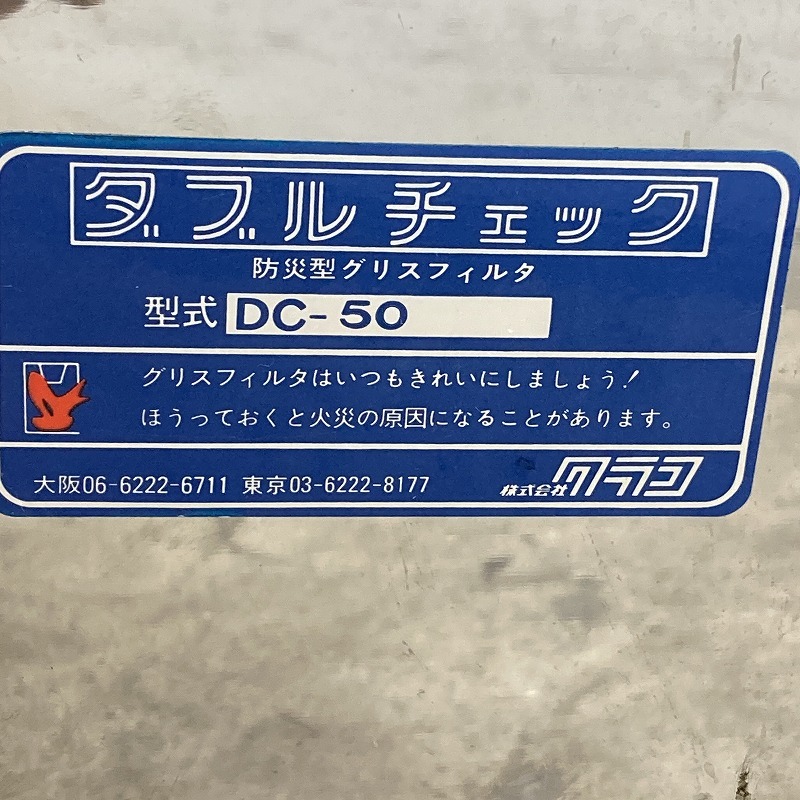 ダブルチェック
防災型グリスフィルタ
型式 DC-50
グリスフィルタはいつもきれいにしましょう!
ほうっておくと火災の原因になることがあります。
大阪06-6222-6711 東京03-6222-8177 株式会社クラコ